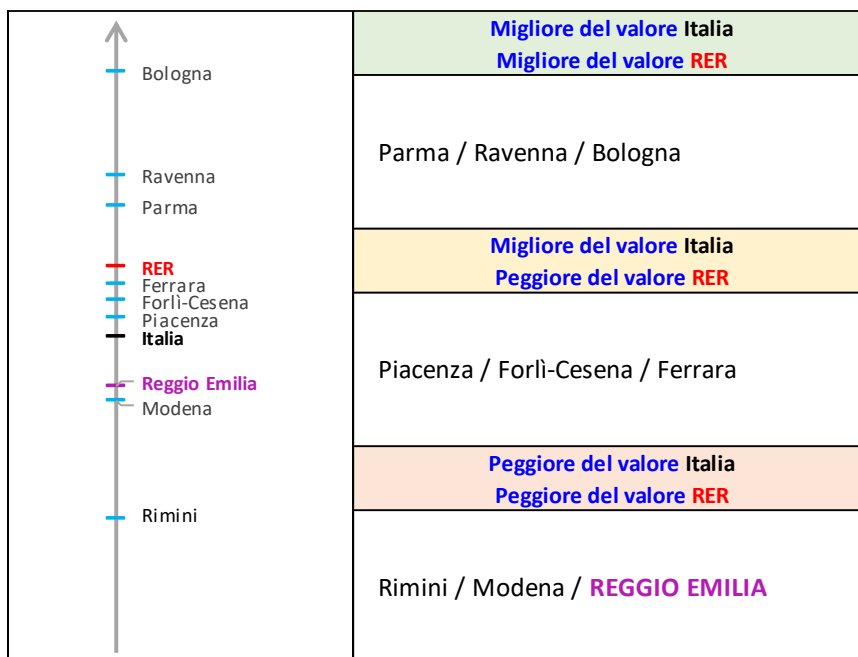 Bologna
Ravenna
Parma
RER
Ferrara
Forlì-Cesena
Piacenza
Italia
Reggio Emilia
Modena
Rimini
Migliore del valore Italia
Migliore del valore RER
Parma / Ravenna / Bologna
Migliore del valore Italia
Peggiore del valore RER
Piacenza / Forlì-Cesena / Ferrara
Peggiore del valore Italia
Peggiore del valore RER
Rimini / Modena / REGGIO EMILIA